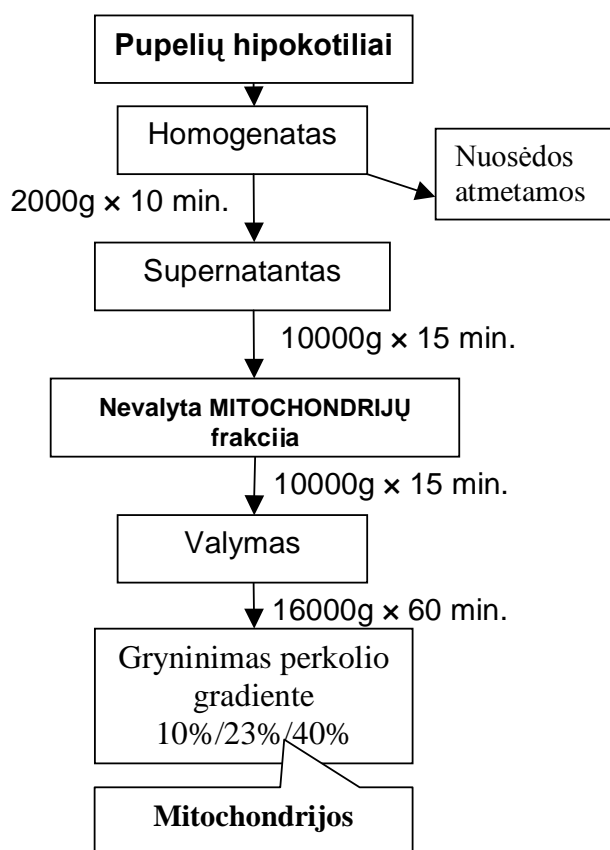 Pupelių hipokotiliai
Homogenatas
Nuosėdos
atmetamos
2000g × 10 min.
Supernatantas
10000g × 15 min.
Nevalyta MITOCHONDRIJŲ
frakcija
10000g × 15 min.
Valymas
16000g × 60 min.
Gryninimas perkolio
gradiente
10%/23%/40%
Mitochondrijos